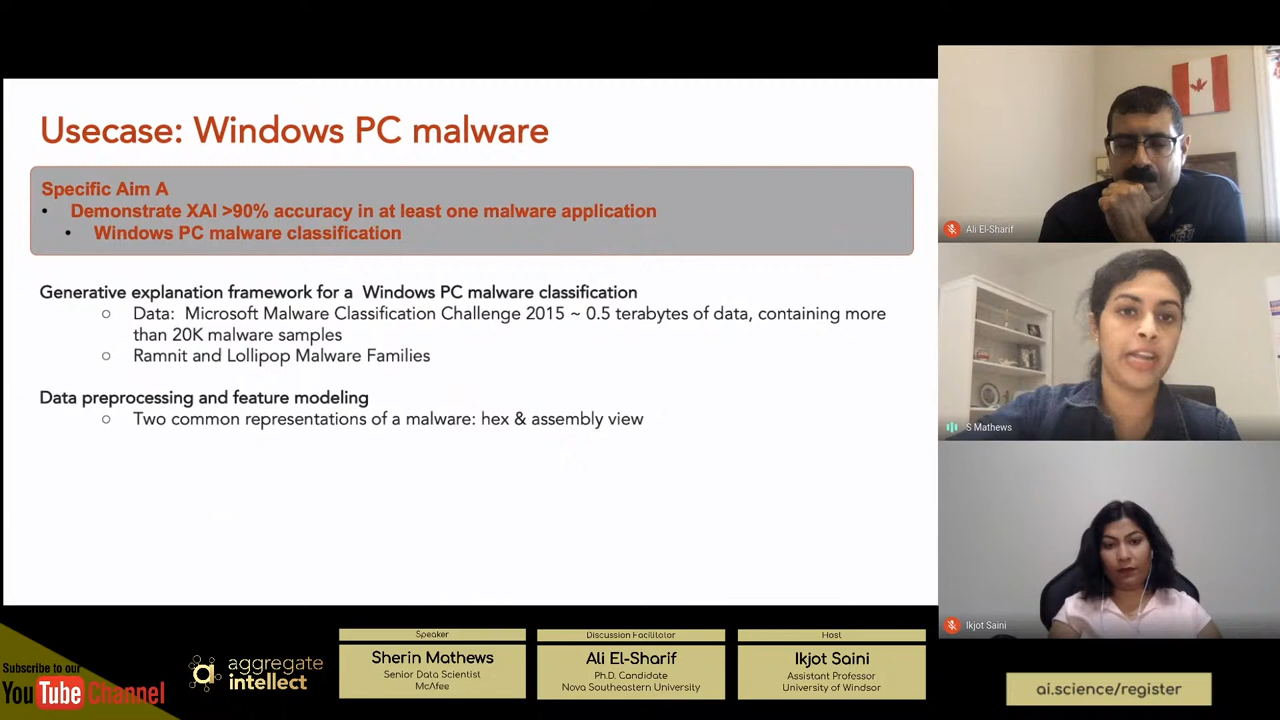 Usecase: Windows PC malware
Specific Aim A
• Demonstrate XAI >90% accuracy in at least one malware application
• Windows PC malware classification
Generative explanation framework for a Windows PC malware classification
○ Data: Microsoft Malware Classification Challenge 2015 ~ 0.5 terabytes of data, containing more
than 20K malware samples
○ Ramnit and Lollipop Malware Families
Data preprocessing and feature modeling
○ Two common representations of a malware: hex & assembly view
Ali El-Sharif
S Mathews
Ikjot Saini
Subscribe to our
YouTube Channel
aggregate
intellect
Speaker
Sherin Mathews
Senior Data Scientist
McAfee
Discussion Facilitator
Ali El-Sharif
Ph.D. Candidate
Nova Southeastern University
Host
Ikjot Saini
Assistant Professor
University of Windsor
ai.science/register